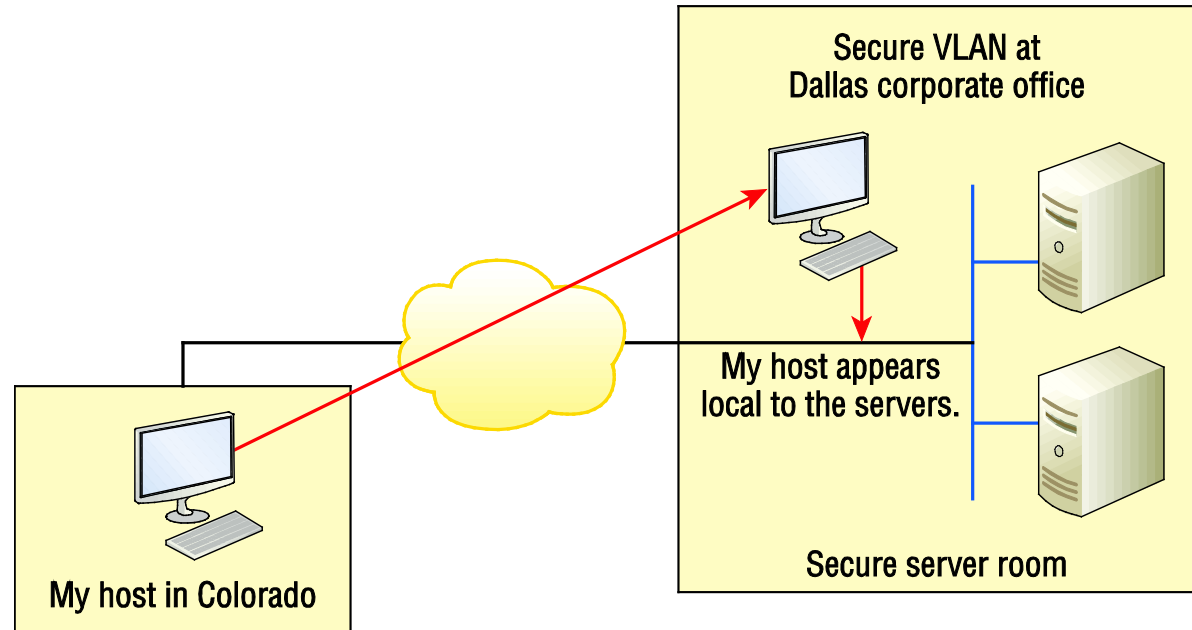 Secure VLAN at
Dallas corporate office
My host appears
local to the servers.
Secure server room
My host in Colorado